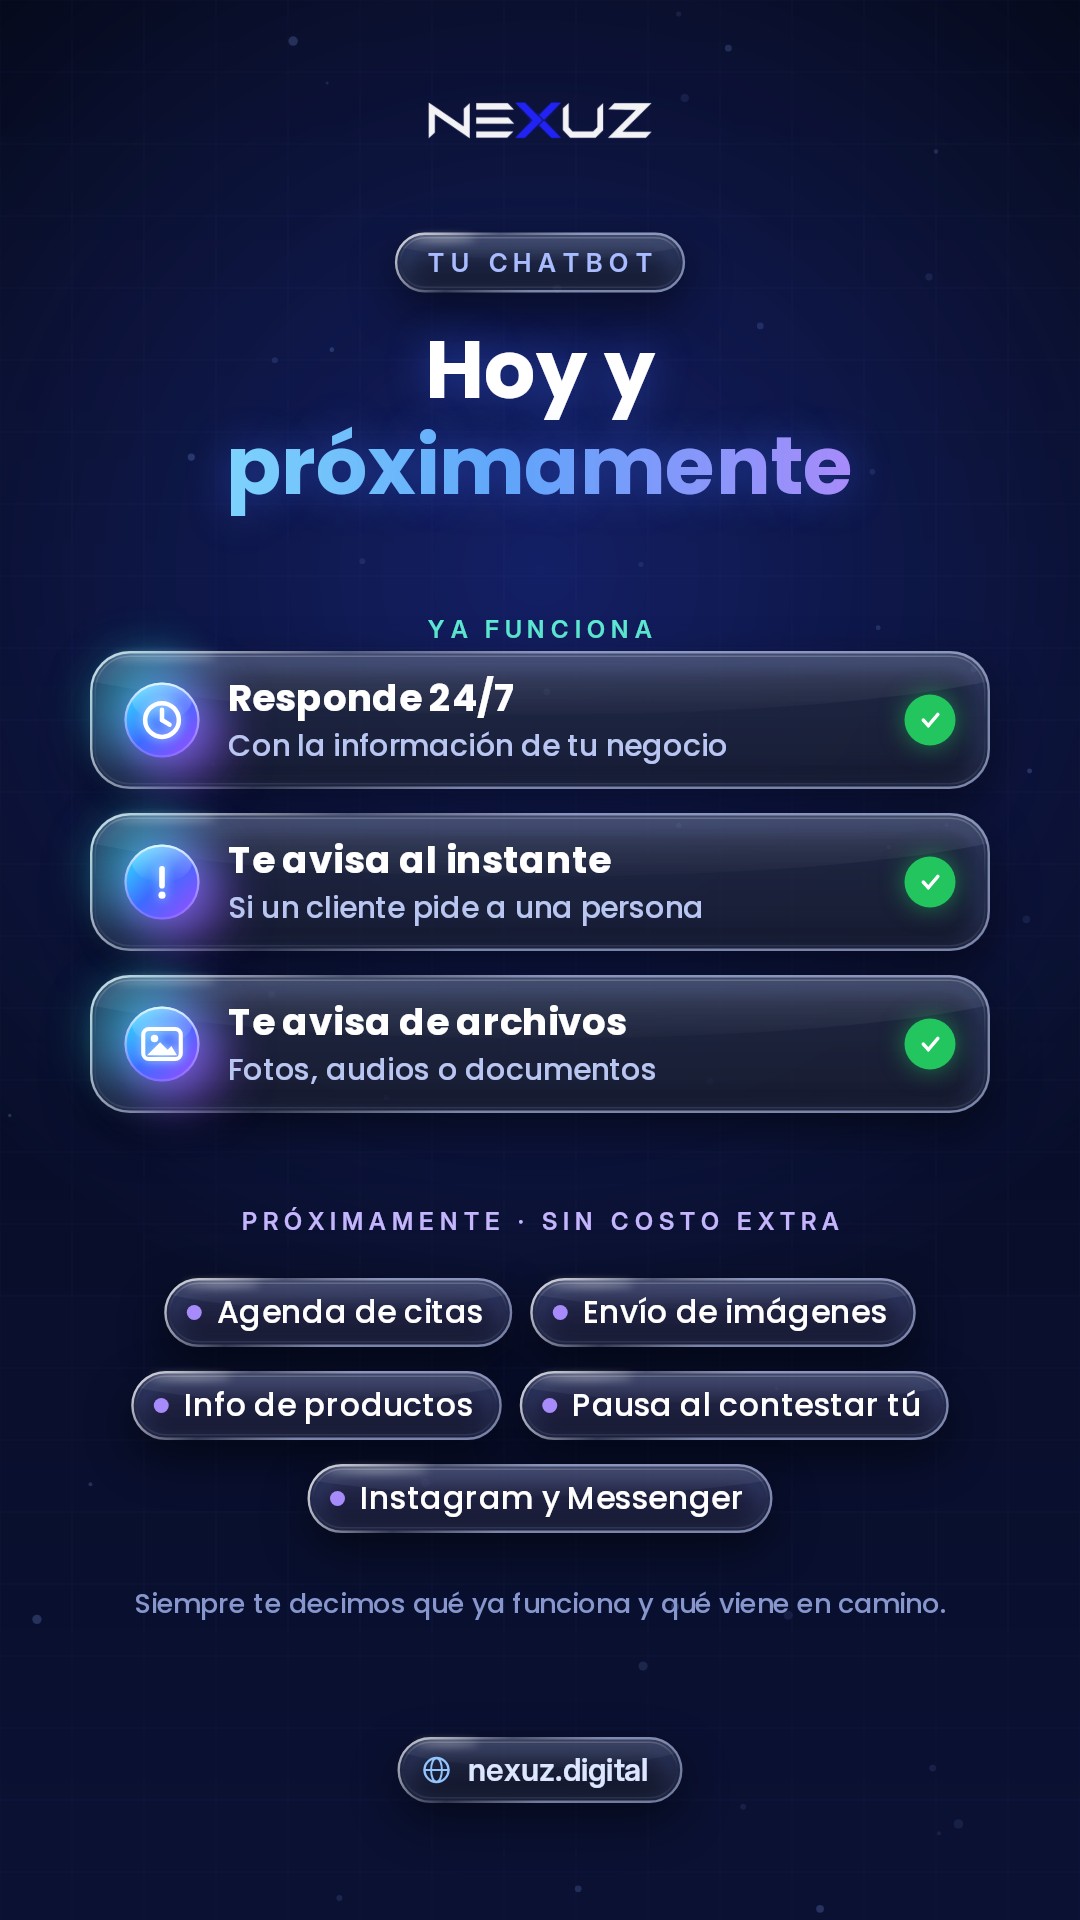 NEXUZ
TU CHATBOT
Hoy y
próximamente
YA FUNCIONA
Responde 24/7
Con la información de tu negocio
Te avisa al instante
Si un cliente pide a una persona
Te avisa de archivos
Fotos, audios o documentos
PRÓXIMAMENTE · SIN COSTO EXTRA
Agenda de citas
Envío de imágenes
Info de productos
Pausa al contestar tú
Instagram y Messenger
Siempre te decimos qué ya funciona y qué viene en camino.
nexuz.digital